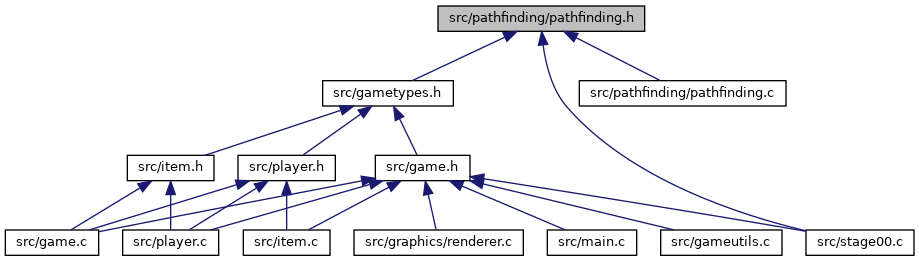 src/pathfinding/pathfinding.h
src/gametypes.h
src/pathfinding/pathfinding.c
src/item.h
src/player.h
src/game.h
src/game.c
src/player.c
src/item.c
src/graphics/renderer.c
src/main.c
src/gameutils.c
src/stage00.c